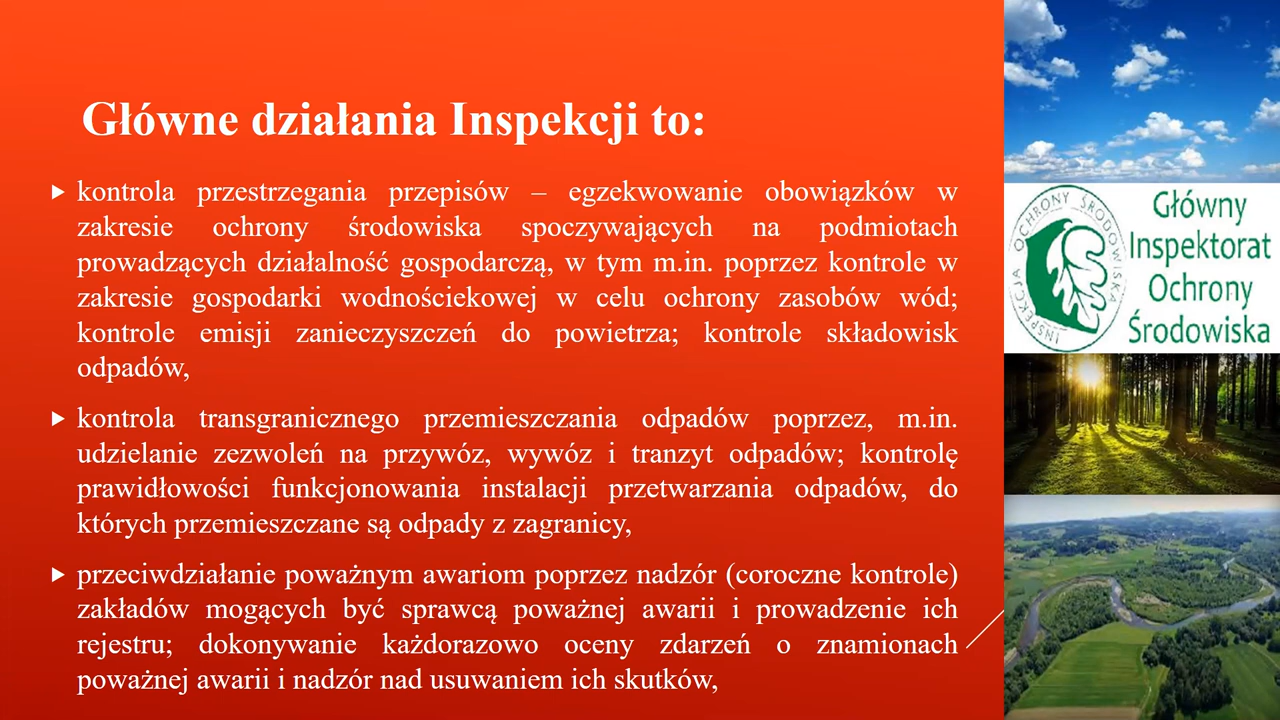 Główne działania Inspekcji to:
kontrola przestrzegania przepisów – egzekwowanie obowiązków w
zakresie ochrony środowiska spoczywających na podmiotach
prowadzących działalność gospodarczą, w tym m.in. poprzez kontrole w
zakresie gospodarki wodnościekowej w celu ochrony zasobów wód;
kontrole emisji zanieczyszczeń do powietrza; kontrole składowisk
odpadów,
kontrola transgranicznego przemieszczania odpadów poprzez, m.in.
udzielanie zezwoleń na przywóz, wywóz i tranzyt odpadów; kontrolę
prawidłowości funkcjonowania instalacji przetwarzania odpadów, do
których przemieszczane są odpady z zagranicy,
przeciwdziałanie poważnym awariom poprzez nadzór (coroczne kontrole)
zakładów mogących być sprawcą poważnej awarii i prowadzenie ich
rejestru; dokonywanie każdorazowo oceny zdarzeń o znamionach
poważnej awarii i nadzór nad usuwaniem ich skutków,
INSPEKCJA OCHRONY ŚRODOWISKA
Główny
Inspektorat
Ochrony
Środowiska